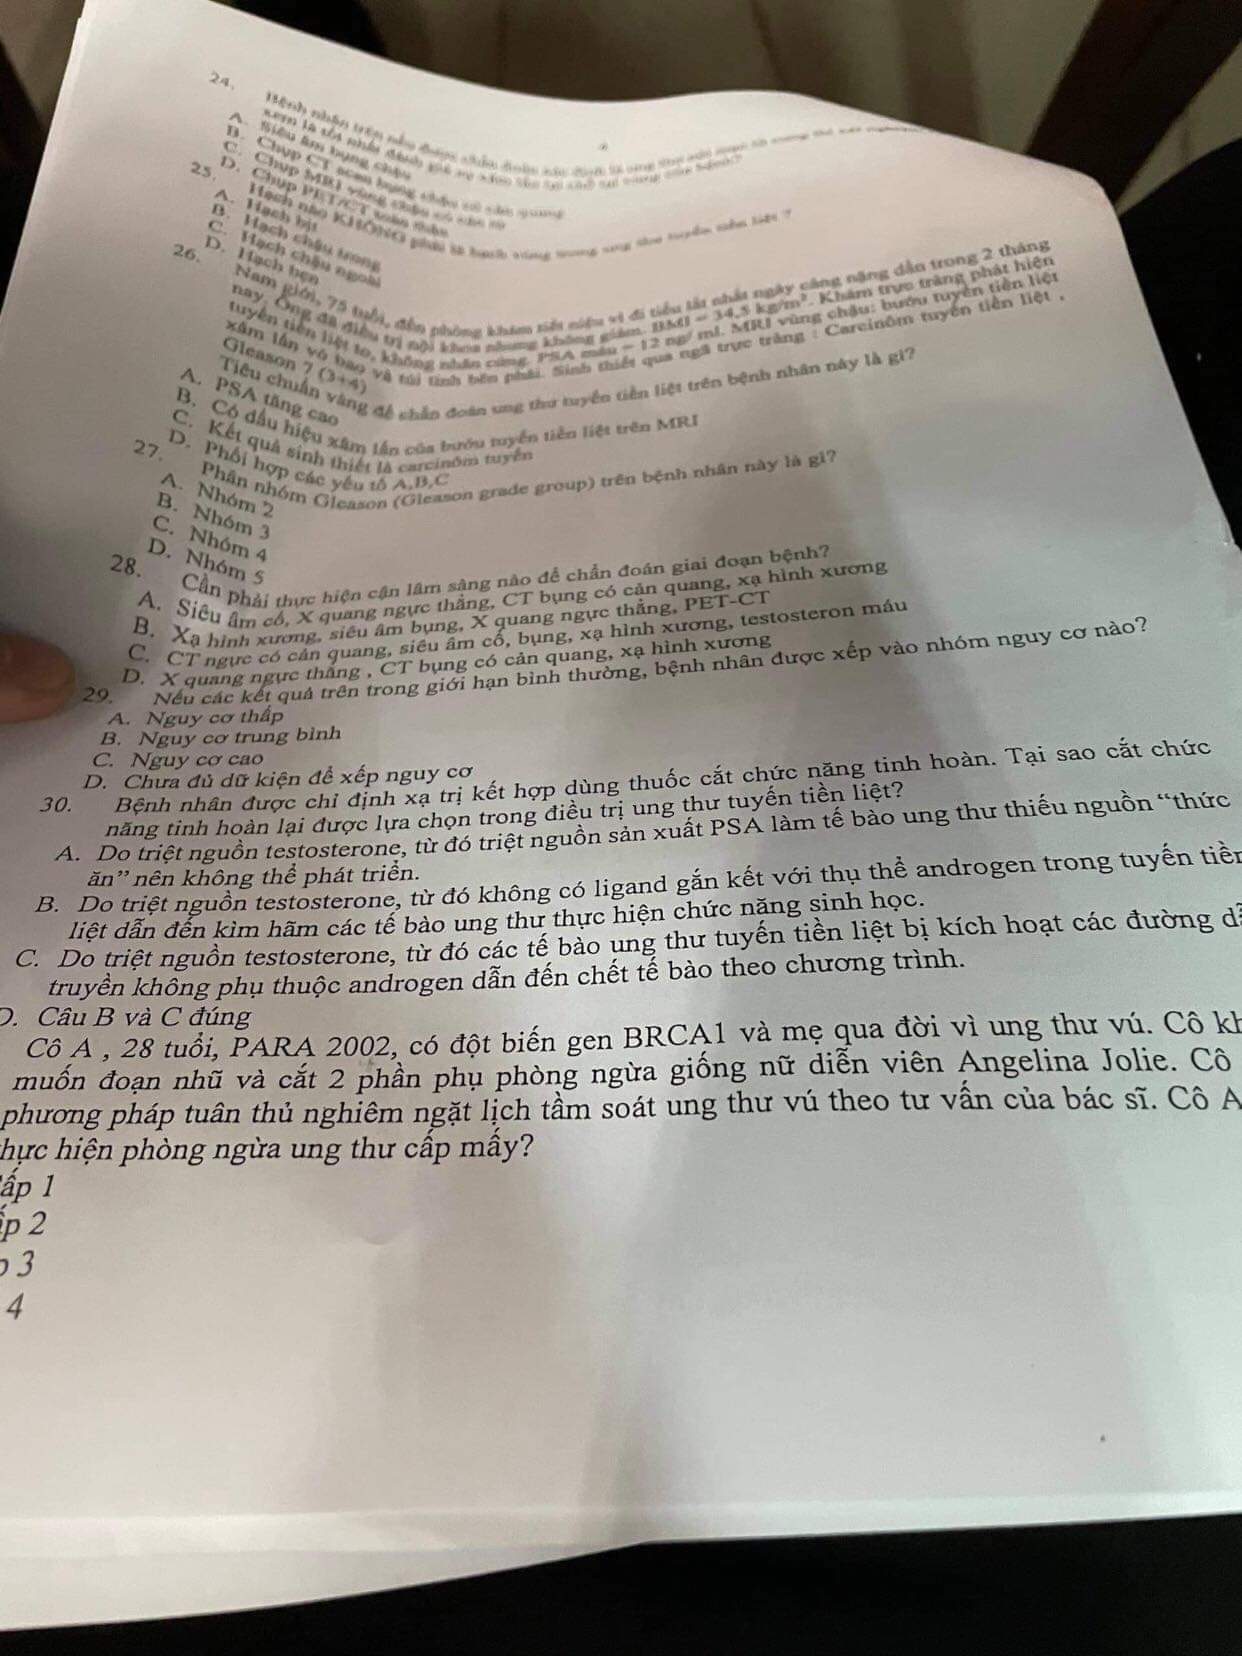 24. Bệnh nhân trên nếu được chẩn đoán xác định là ung thư
xem là tốt nhất đánh giá sự xâm lấn tại chỗ tại vùng của bệnh?
A. Siêu âm bụng chậu
B. Chụp CT scan bụng chậu có cản quang
C. Chụp MRI vùng chậu có cản từ
D. Chụp PET/CT toàn thân
25. Hạch nào KHÔNG phải là hạch vùng trong ung thư tuyến tiền liệt ?
A. Hạch bịt
B. Hạch chậu trong
C. Hạch chậu ngoài
D. Hạch bẹn
26. Nam giới, 75 tuổi, đến phòng khám tiết niệu vì đi tiểu lắt nhắt ngày càng nặng dần trong 2 tháng
nay. Ông đã điều trị nội khoa nhưng không giảm. BMI = 34,5 kg/m². Khám trực tràng phát hiện
tuyến tiền liệt to, không nhân cứng. PSA máu = 12 ng/ ml. MRI vùng chậu: bướu tuyến tiền liệt
xâm lấn vỏ bao và túi tinh bên phải. Sinh thiết qua ngã trực tràng : Carcinôm tuyến tiền liệt ,
Gleason 7 (3+4)
Tiêu chuẩn vàng để chẩn đoán ung thư tuyến tiền liệt trên bệnh nhân này là gì?
A. PSA tăng cao
B. Có dấu hiệu xâm lấn của bướu tuyến tiền liệt trên MRI
C. Kết quả sinh thiết là carcinôm tuyến
D. Phối hợp các yếu tố A,B,C
27. Phân nhóm Gleason (Gleason grade group) trên bệnh nhân này là gì?
A. Nhóm 2
B. Nhóm 3
C. Nhóm 4
D. Nhóm 5
28. Cần phải thực hiện cận lâm sàng nào để chẩn đoán giai đoạn bệnh?
A. Siêu âm cổ, X quang ngực thẳng, CT bụng có cản quang, xạ hình xương
B. Xạ hình xương, siêu âm bụng, X quang ngực thẳng, PET-CT
C. CT ngực có cản quang, siêu âm cổ, bụng, xạ hình xương, testosteron máu
D. X quang ngực thẳng , CT bụng có cản quang, xạ hình xương
29. Nếu các kết quả trên trong giới hạn bình thường, bệnh nhân được xếp vào nhóm nguy cơ nào?
A. Nguy cơ thấp
B. Nguy cơ trung bình
C. Nguy cơ cao
D. Chưa đủ dữ kiện để xếp nguy cơ
30. Bệnh nhân được chỉ định xạ trị kết hợp dùng thuốc cắt chức năng tinh hoàn. Tại sao cắt chức
năng tinh hoàn lại được lựa chọn trong điều trị ung thư tuyến tiền liệt?
A. Do triệt nguồn testosterone, từ đó triệt nguồn sản xuất PSA làm tế bào ung thư thiếu nguồn “thức
ăn” nên không thể phát triển.
B. Do triệt nguồn testosterone, từ đó không có ligand gắn kết với thụ thể androgen trong tuyến tiền
liệt dẫn đến kìm hãm các tế bào ung thư thực hiện chức năng sinh học.
C. Do triệt nguồn testosterone, từ đó các tế bào ung thư tuyến tiền liệt bị kích hoạt các đường
truyền không phụ thuộc androgen dẫn đến chết tế bào theo chương trình.
D. Câu B và C đúng
Cô A , 28 tuổi, PARA 2002, có đột biến gen BRCA1 và mẹ qua đời vì ung thư vú. Cô kh
muốn đoạn nhũ và cắt 2 phần phụ phòng ngừa giống nữ diễn viên Angelina Jolie. Cô
phương pháp tuân thủ nghiêm ngặt lịch tầm soát ung thư vú theo tư vấn của bác sĩ. Cô A
hực hiện phòng ngừa ung thư cấp mấy?
ấp 1
ấp 2
p 3
4